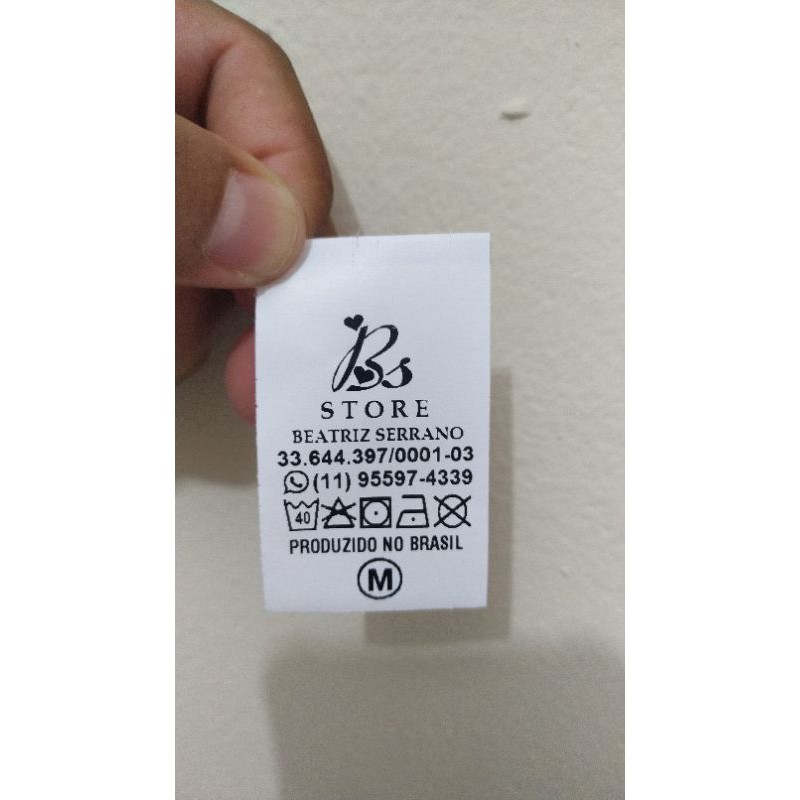 Bs
STORE
BEATRIZ SERRANO
33.644.397/0001-03
(11) 95597-4339
40
PRODUZIDO NO BRASIL
M